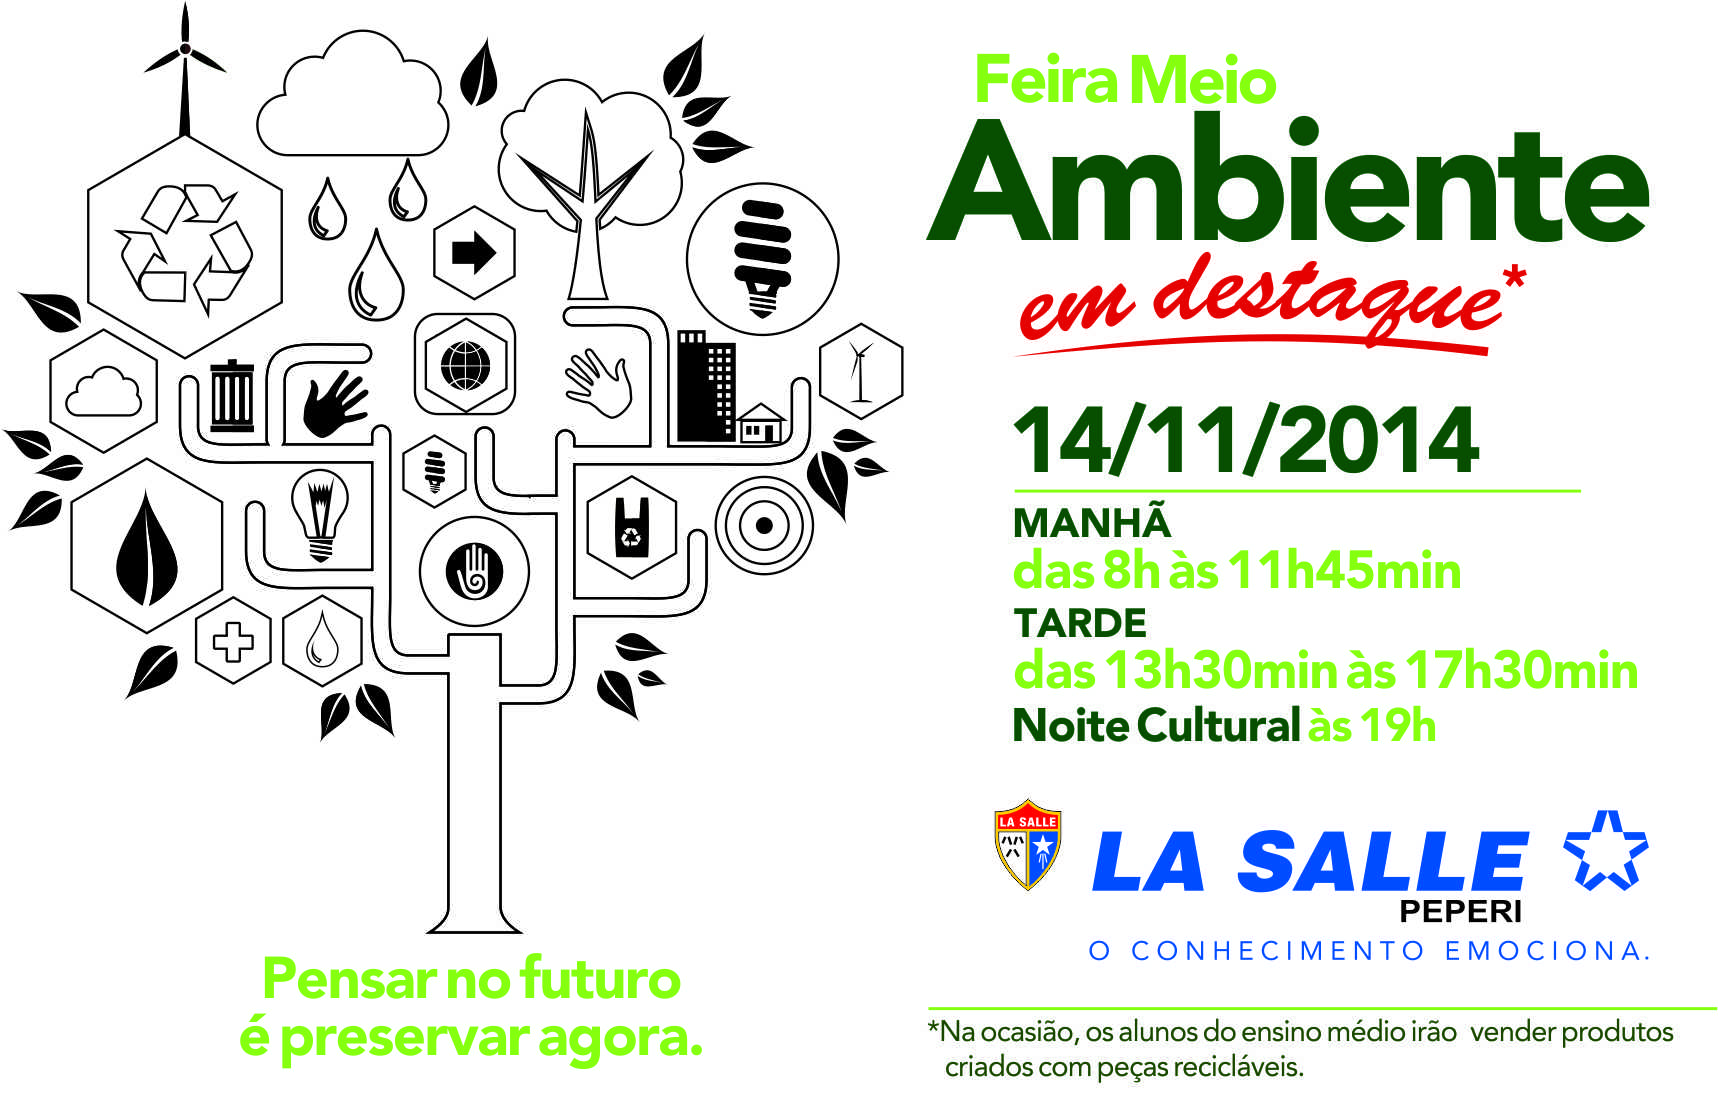 Feira Meio
Ambiente
em destaque*
14/11/2014
MANHÃ
das 8h às 11h45min
TARDE
das 13h30min às 17h30min
Noite Cultural às 19h
LA SALLE
LA SALLE
PEPERI
O CONHECIMENTO EMOCIONA.
Pensar no futuro
é preservar agora.
*Na ocasião, os alunos do ensino médio irão vender produtos
criados com peças recicláveis.